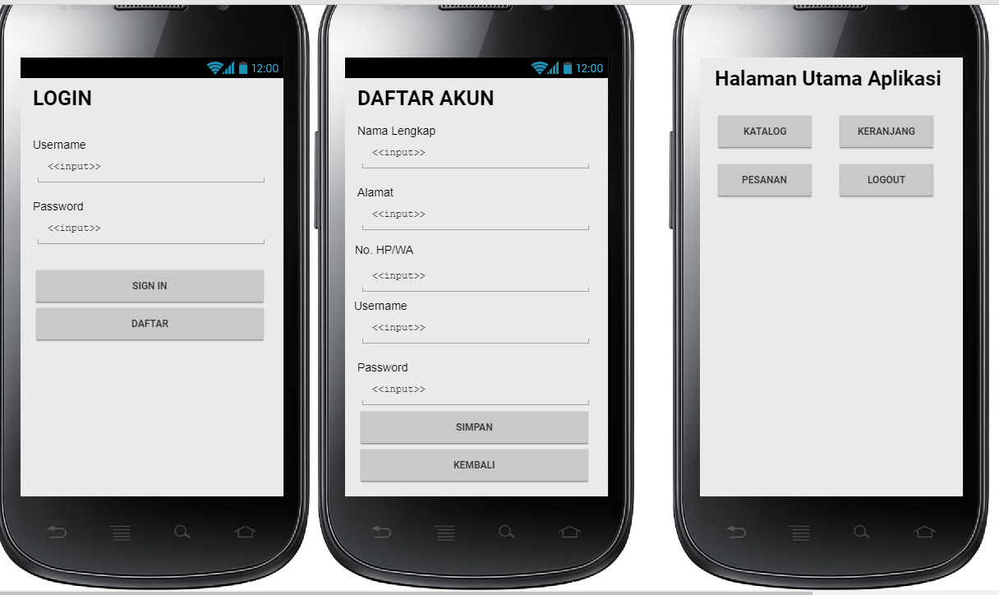 12:00
LOGIN
Username
<<input>>
Password
<<input>>
SIGN IN
DAFTAR
12:00
DAFTAR AKUN
Nama Lengkap
<<input>>
Alamat
<<input>>
No. HP/WA
<<input>>
Username
<<input>>
Password
<<input>>
SIMPAN
KEMBALI
Halaman Utama Aplikasi
KATALOG
KERANJANG
PESANAN
LOGOUT